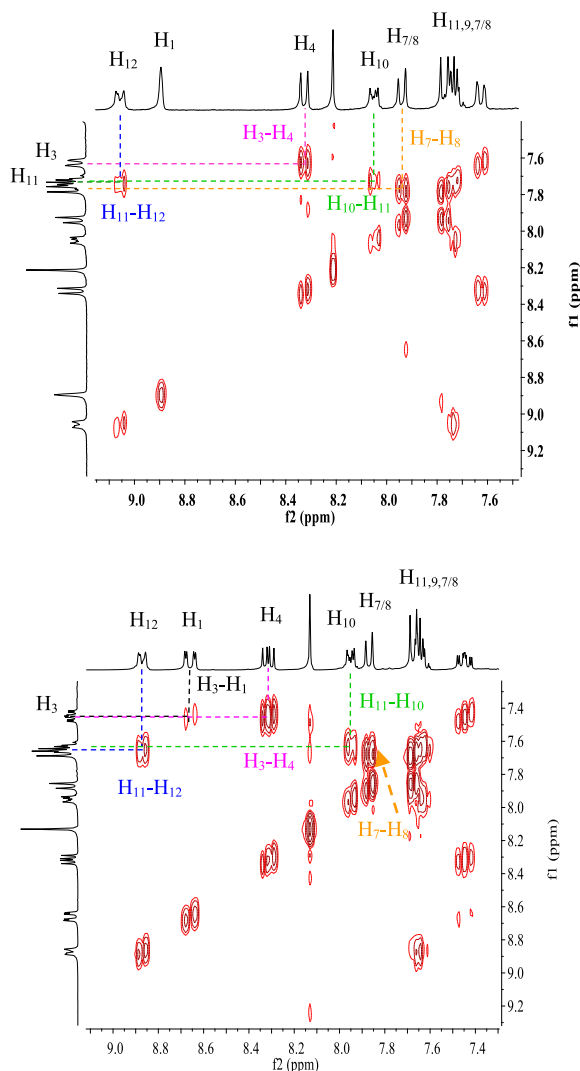 H₁₂ H₁ H₄ H₁₀ H₇/₈ H₁₁,₉,₇/₈
H₃-H₄ H₇-H₈
H₃
H₁₁
H₁₁-H₁₂ H₁₀-H₁₁
7.6
7.8
8.0
8.2
8.4
8.6
8.8
9.0
9.2
f1 (ppm)
9.0 8.8 8.6 8.4 8.2 8.0 7.8 7.6
f2 (ppm)
H₁₂ H₁ H₄ H₁₀ H₇/₈ H₁₁,₉,₇/₈
H₃-H₁ H₁₁-H₁₀
H₃
H₃-H₄
H₁₁-H₁₂
H₇-H₈
7.4
7.6
7.8
8.0
8.2
8.4
8.6
8.8
9.0
9.2
f1 (ppm)
9.0 8.8 8.6 8.4 8.2 8.0 7.8 7.6 7.4
f2 (ppm)